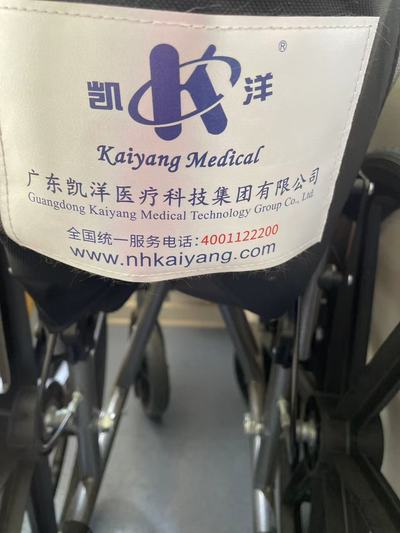 凯 K 洋 ®
Kaiyang Medical
广东凯洋医疗科技集团有限公司
Guangdong Kaiyang Medical Technology Group Co., Ltd.
全国统一服务电话:4001122200
www.nhkaiyang.com